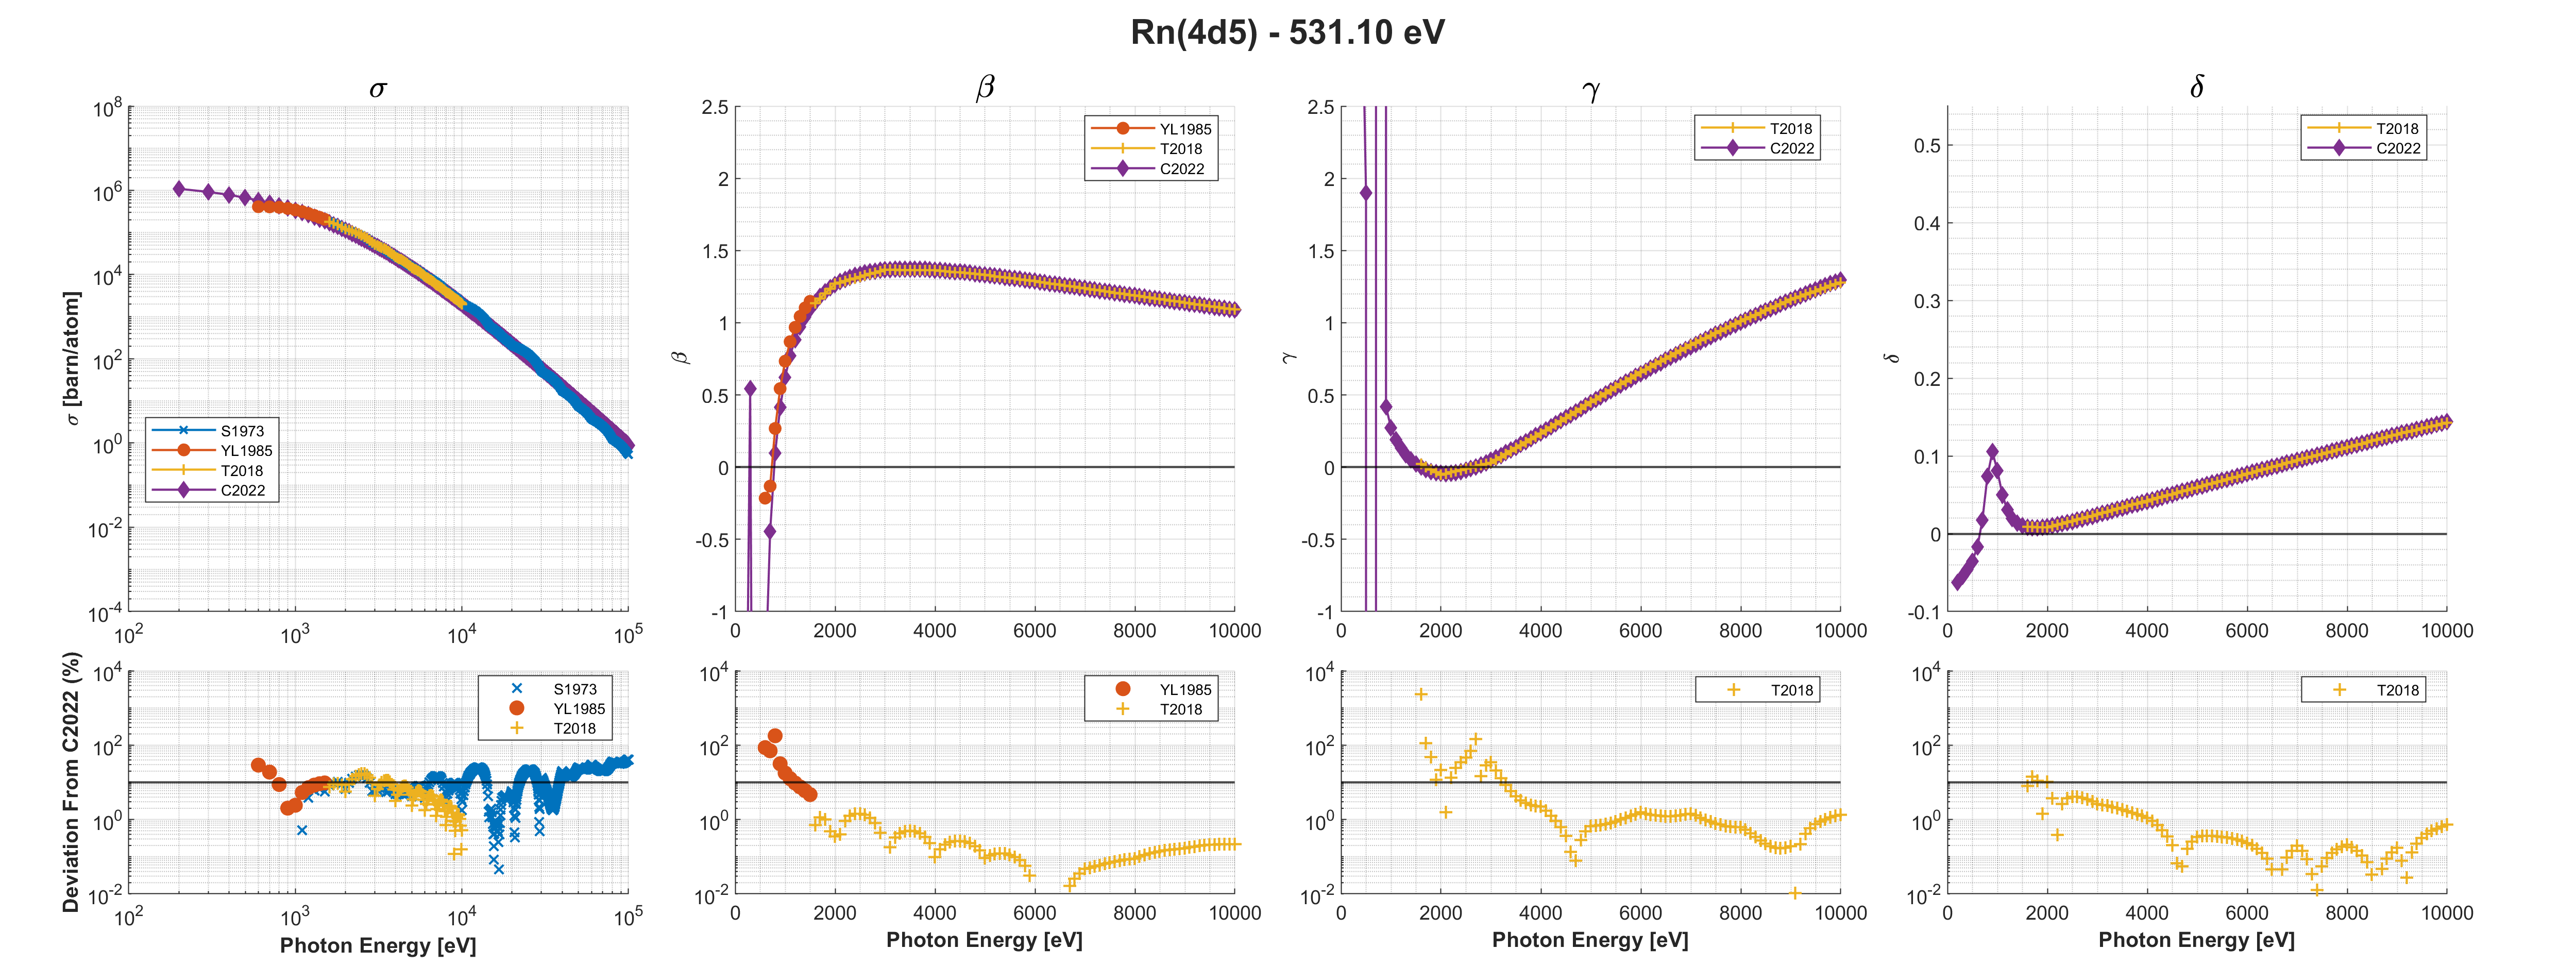 Rn(4d5) - 531.10 eV
σ
σ [barn/atom]
10^8
10^6
10^4
10^2
10^0
10^-2
10^-4
10^2
10^3
10^4
10^5
S1973
YL1985
T2018
C2022
β
β
2.5
2
1.5
1
0.5
0
-0.5
-1
0
2000
4000
6000
8000
10000
YL1985
T2018
C2022
γ
γ
2.5
2
1.5
1
0.5
0
-0.5
-1
0
2000
4000
6000
8000
10000
T2018
C2022
δ
δ
0.5
0.4
0.3
0.2
0.1
0
-0.1
0
2000
4000
6000
8000
10000
T2018
C2022
Deviation From C2022 (%)
10^4
10^2
10^0
10^-2
10^2
10^3
10^4
10^5
S1973
YL1985
T2018
Photon Energy [eV]
10^4
10^2
10^0
10^-2
0
2000
4000
6000
8000
10000
YL1985
T2018
Photon Energy [eV]
10^4
10^2
10^0
10^-2
0
2000
4000
6000
8000
10000
T2018
Photon Energy [eV]
10^4
10^2
10^0
10^-2
0
2000
4000
6000
8000
10000
T2018
Photon Energy [eV]